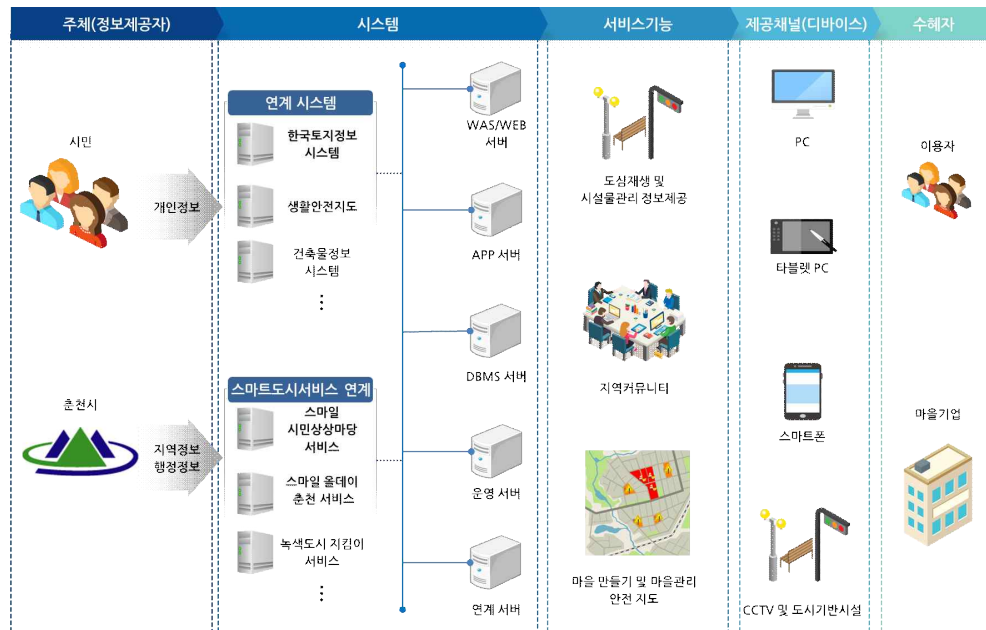 주체(정보제공자)
시스템
서비스기능
제공채널(디바이스)
수혜자
시민
개인정보
춘천시
지역정보
행정정보
연계 시스템
한국토지정보
시스템
생활안전지도
건축물정보
시스템
스마트도시서비스 연계
스마일
시민상상마당
서비스
스마일 올데이
춘천 서비스
녹색도시 지킴이
서비스
WAS/WEB
서버
APP 서버
DBMS 서버
운영 서버
연계 서버
도심재생 및
시설물관리 정보제공
지역커뮤니티
마을 만들기 및 마을관리
안전 지도
PC
타블렛 PC
스마트폰
CCTV 및 도시기반시설
이용자
마을기업